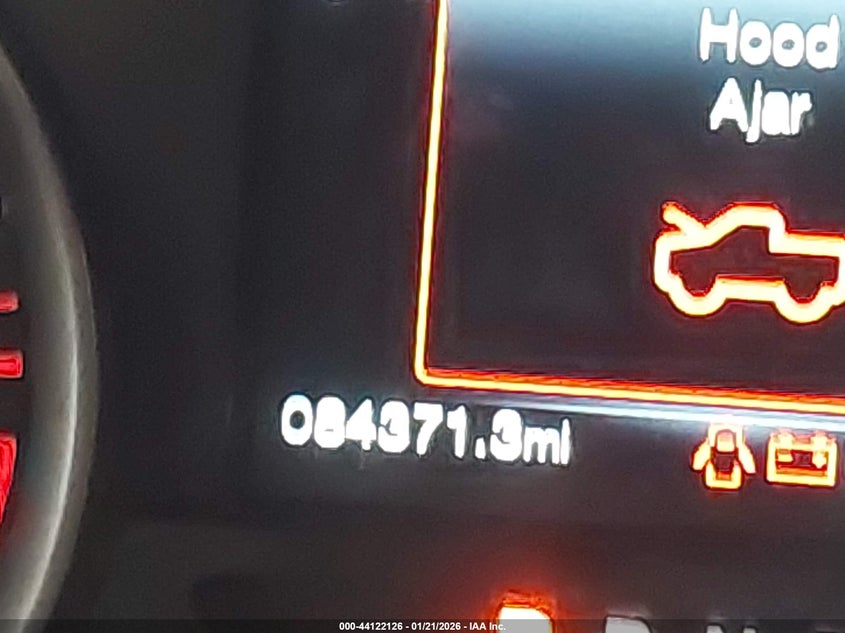 Hood
Ajar
084371.3mi
000-44122126 - 01/21/2026 - IAA Inc.